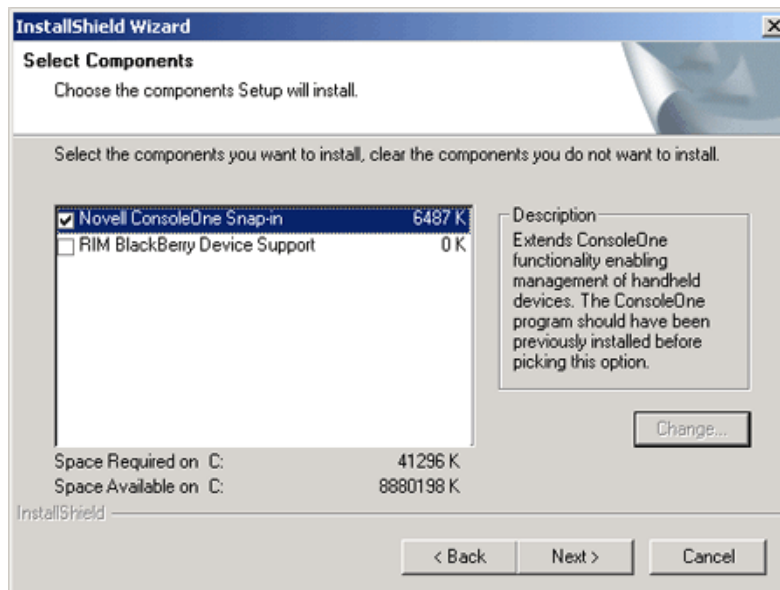 InstallShield Wizard
Select Components
Choose the components Setup will install.
Select the components you want to install, clear the components you do not want to install.
Novell ConsoleOne Snap-in 6487 K
RIM BlackBerry Device Support 0 K
Description
Extends ConsoleOne
functionality enabling
management of handheld
devices. The ConsoleOne
program should have been
previously installed before
picking this option.
Change...
Space Required on C: 41296 K
Space Available on C: 8880198 K
InstallShield
< Back Next > Cancel